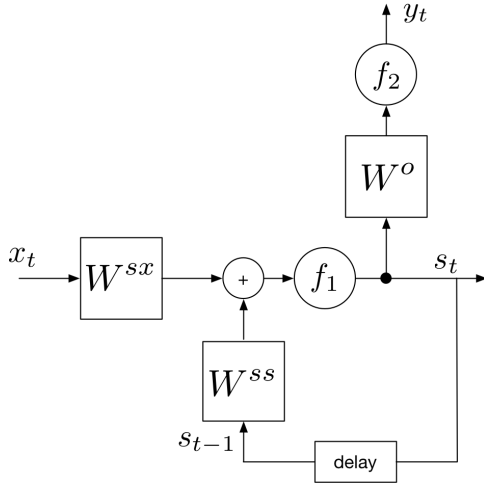 y_t
f_2
W^o
x_t
W^{sx}
+
f_1
s_t
W^{ss}
s_{t-1}
delay